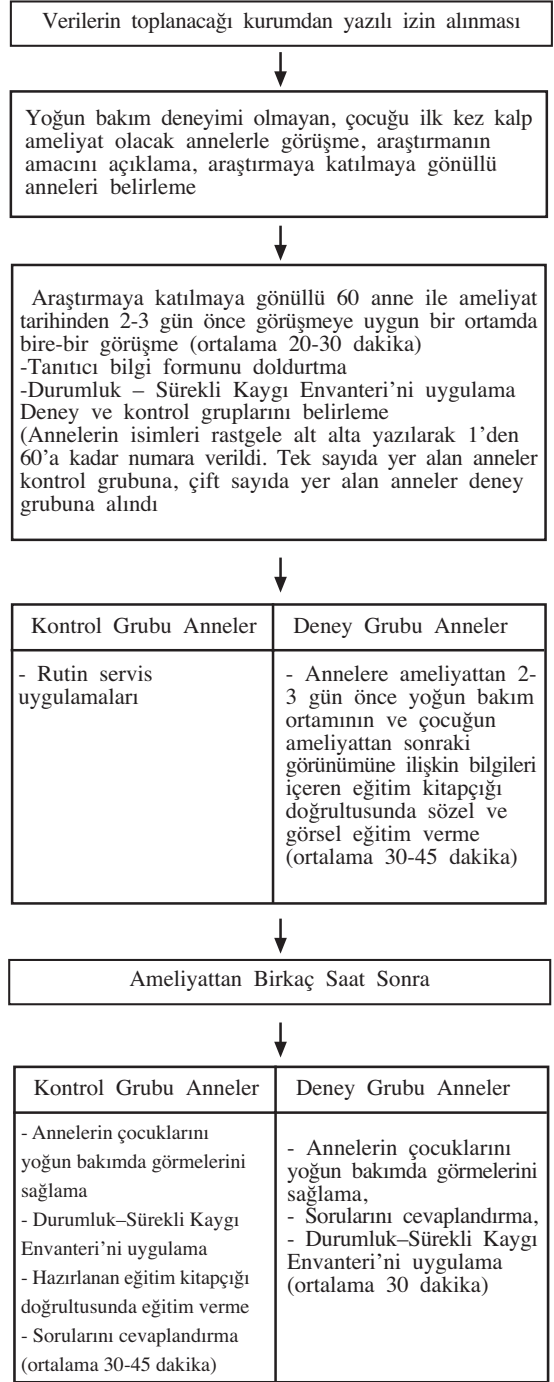 Verilerin toplanacağı kurumdan yazılı izin alınması
Yoğun bakım deneyimi olmayan, çocuğu ilk kez kalp
ameliyat olacak annelerle görüşme, araştırmanın
amacını açıklama, araştırmaya katılmaya gönüllü
anneleri belirleme
Araştırmaya katılmaya gönüllü 60 anne ile ameliyat
tarihinden 2-3 gün önce görüşmeye uygun bir ortamda
bire-bir görüşme (ortalama 20-30 dakika)
-Tanıtıcı bilgi formunu doldurtma
-Durumluk – Sürekli Kaygı Envanteri’ni uygulama
Deney ve kontrol gruplarını belirleme
(Annelerin isimleri rastgele alt alta yazılarak 1’den
60’a kadar numara verildi. Tek sayıda yer alan anneler
kontrol grubuna, çift sayıda yer alan anneler deney
grubuna alındı
Kontrol Grubu Anneler
- Rutin servis
uygulamaları
Deney Grubu Anneler
- Annelere ameliyattan 2-
3 gün önce yoğun bakım
ortamının ve çocuğun
ameliyattan sonraki
görünümüne ilişkin bilgileri
içeren eğitim kitapçığı
doğrultusunda sözel ve
görsel eğitim verme
(ortalama 30-45 dakika)
Ameliyattan Birkaç Saat Sonra
Kontrol Grubu Anneler
- Annelerin çocuklarını
yoğun bakımda görmelerini
sağlama
- Durumluk–Sürekli Kaygı
Envanteri’ni uygulama
- Hazırlanan eğitim kitapçığı
doğrultusunda eğitim verme
- Sorularını cevaplandırma
(ortalama 30-45 dakika)
Deney Grubu Anneler
- Annelerin çocuklarını
yoğun bakımda görmelerini
sağlama,
- Sorularını cevaplandırma,
- Durumluk–Sürekli Kaygı
Envanteri’ni uygulama
(ortalama 30 dakika)